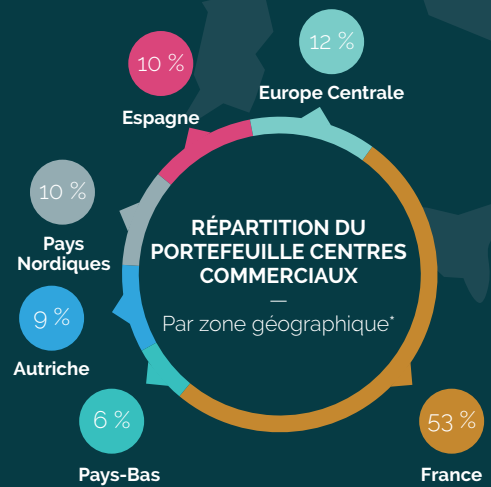 12 %
Europe Centrale
10 %
Espagne
10 %
Pays
Nordiques
9 %
Autriche
6 %
Pays-Bas
53 %
France
RÉPARTITION DU
PORTEFEUILLE CENTRES
COMMERCIAUX
—
Par zone géographique*